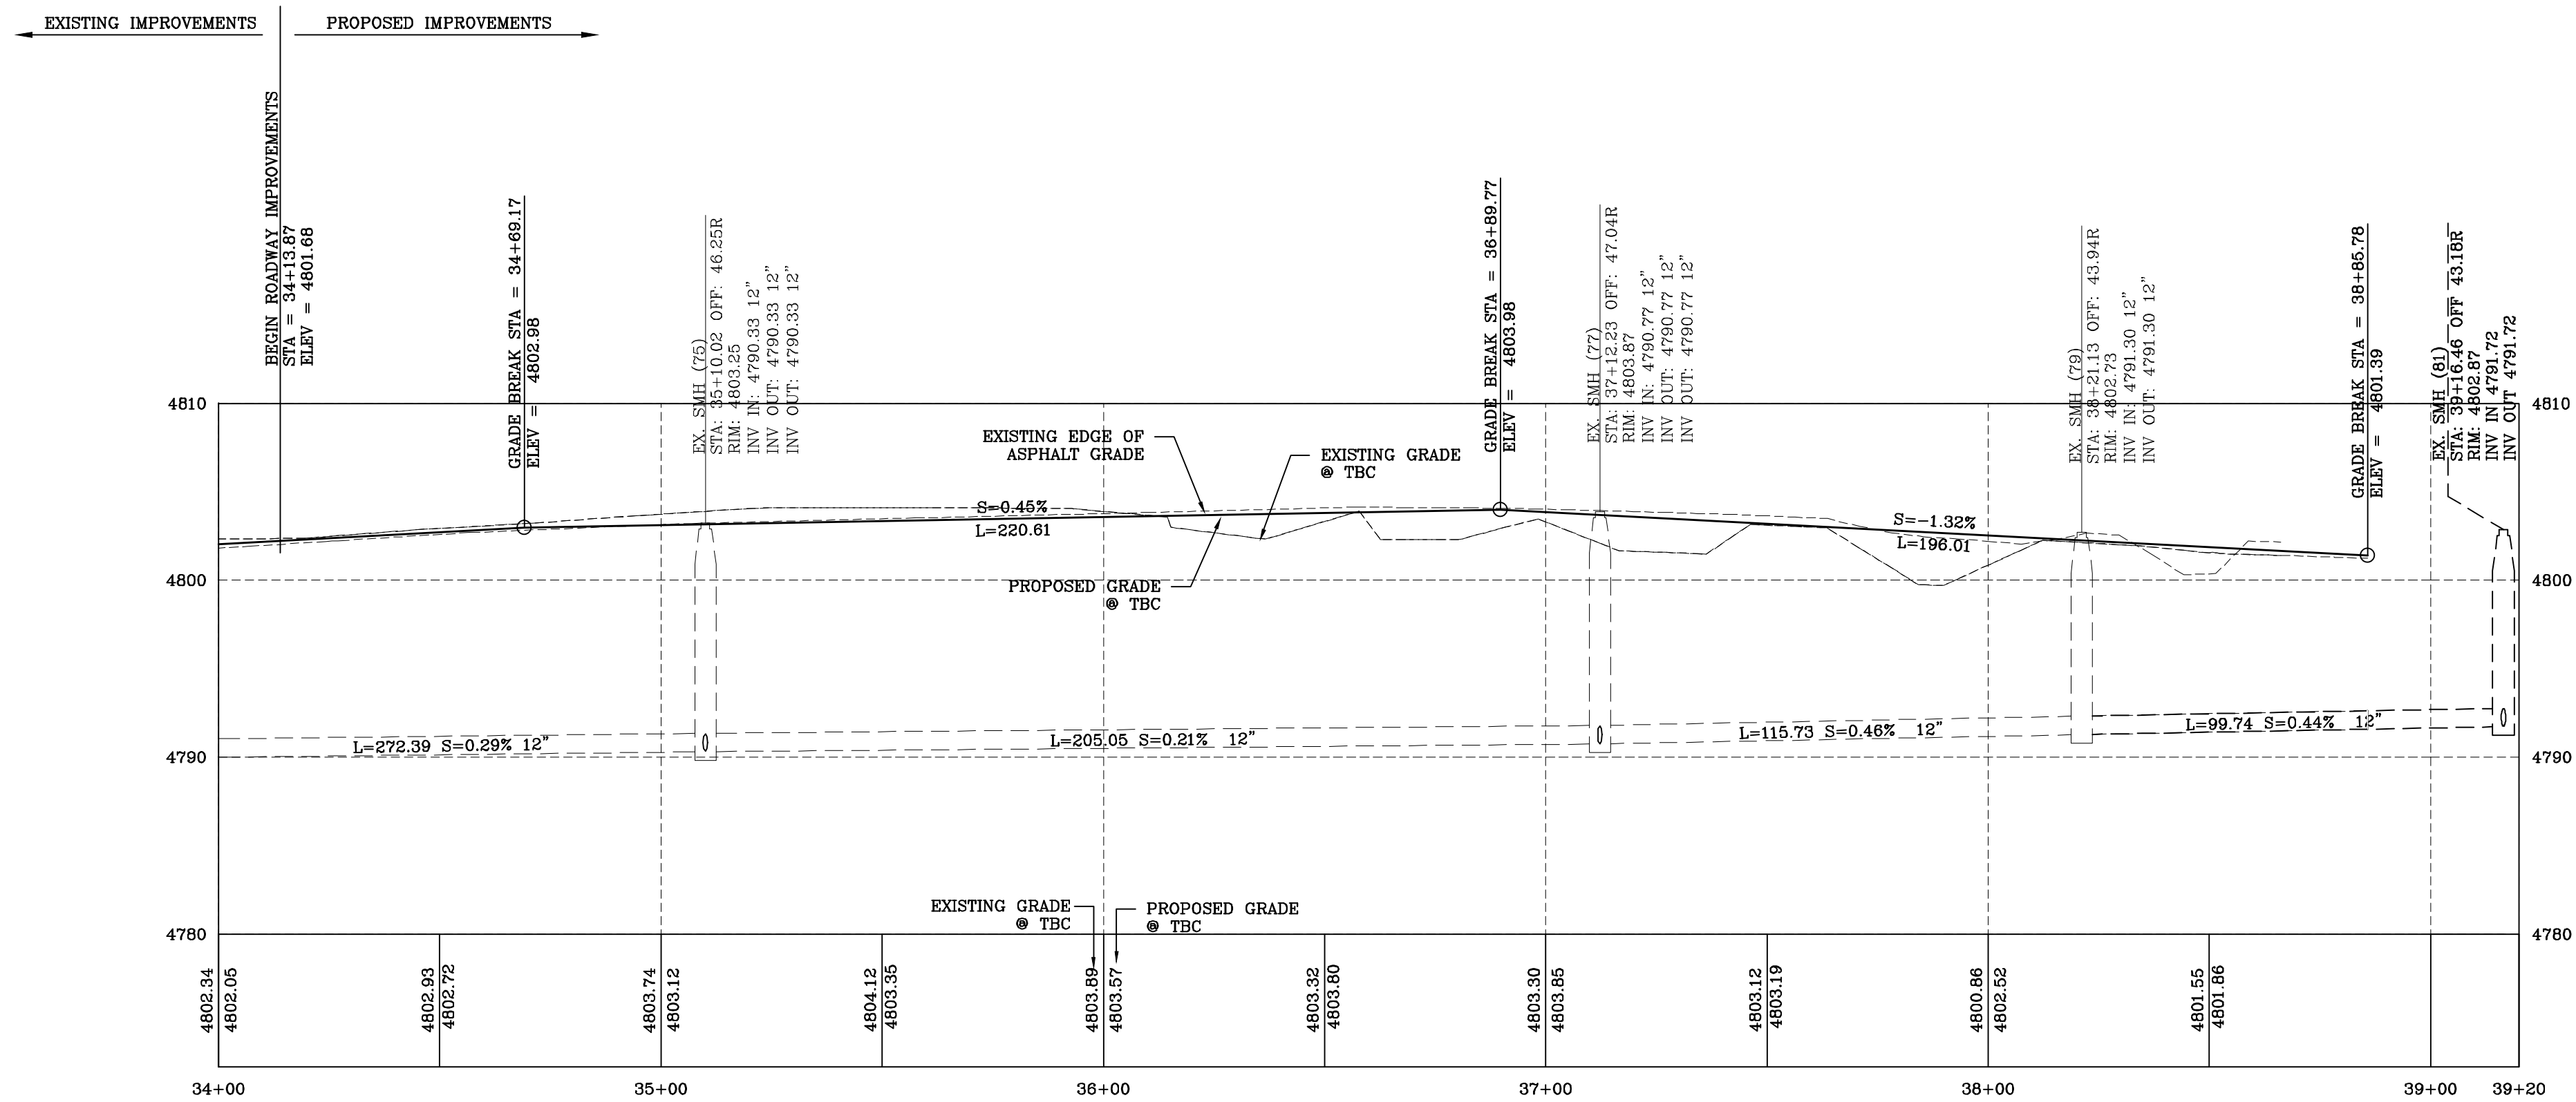 EXISTING IMPROVEMENTS
PROPOSED IMPROVEMENTS
BEGIN ROADWAY IMPROVEMENTS
STA = 34+13.87
ELEV = 4801.68
GRADE BREAK STA = 34+69.17
ELEV = 4802.98
EX. SMH (75)
STA: 35+10.02 OFF: 46.25R
RIM: 4803.25
INV IN: 4790.33 12"
INV OUT: 4790.33 12"
INV OUT: 4790.33 12"
GRADE BREAK STA = 36+89.77
ELEV = 4803.98
EX. SMH (77)
STA: 37+12.23 OFF: 47.04R
RIM: 4803.87
INV IN: 4790.77 12"
INV OUT: 4790.77 12"
INV OUT: 4790.77 12"
EX. SMH (79)
STA: 38+21.13 OFF: 43.94R
RIM: 4802.73
INV IN: 4791.30 12"
INV OUT: 4791.30 12"
GRADE BREAK STA = 38+85.78
ELEV = 4801.39
EX. SMH (81)
STA: 39+16.46 OFF 43.18R
RIM: 4802.87
INV IN 4791.72
INV OUT 4791.72
4810
4810
EXISTING EDGE OF
ASPHALT GRADE
EXISTING GRADE
@ TBC
S=0.45%
L=220.61
S=-1.32%
L=196.01
4800
4800
PROPOSED GRADE
@ TBC
L=272.39 S=0.29% 12"
L=205.05 S=0.21% 12"
L=115.73 S=0.46% 12"
L=99.74 S=0.44% 12"
4790
4790
EXISTING GRADE
@ TBC
PROPOSED GRADE
@ TBC
4780
4780
4802.34
4802.05
4802.93
4802.72
4803.74
4803.12
4804.12
4803.35
4803.89
4803.57
4803.32
4803.80
4803.30
4803.85
4803.12
4803.19
4800.86
4802.52
4801.55
4801.86
34+00
35+00
36+00
37+00
38+00
39+00
39+20